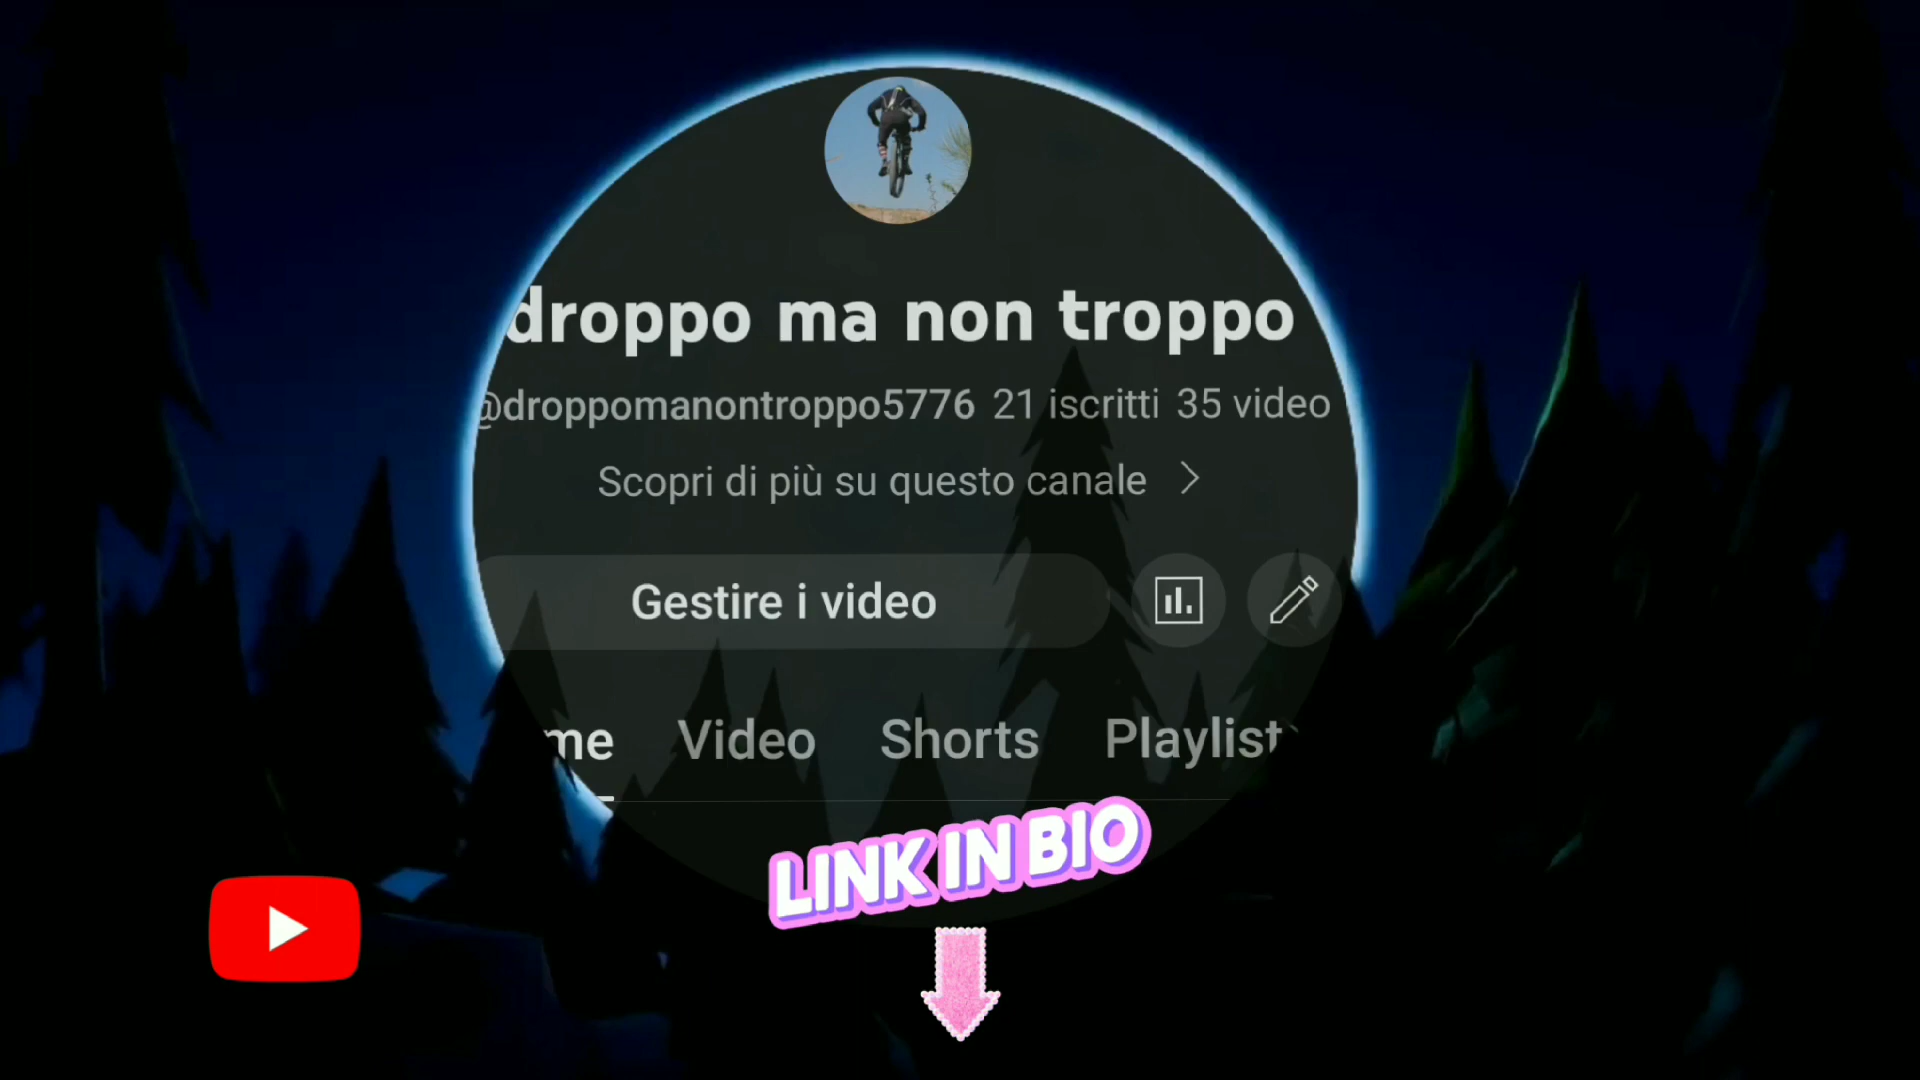 droppo ma non troppo
@droppomanontroppo5776 21 iscritti 35 video
Scopri di più su questo canale
Gestire i video
me Video Shorts Playlist
LINK IN BIO